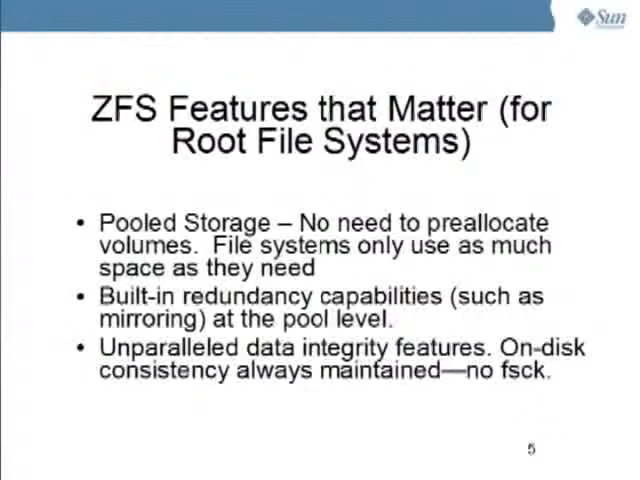 Sun
ZFS Features that Matter (for
Root File Systems)
• Pooled Storage – No need to preallocate
volumes.  File systems only use as much
space as they need
• Built-in redundancy capabilities (such as
mirroring) at the pool level.
• Unparalleled data integrity features. On-disk
consistency always maintained—no fsck.
5